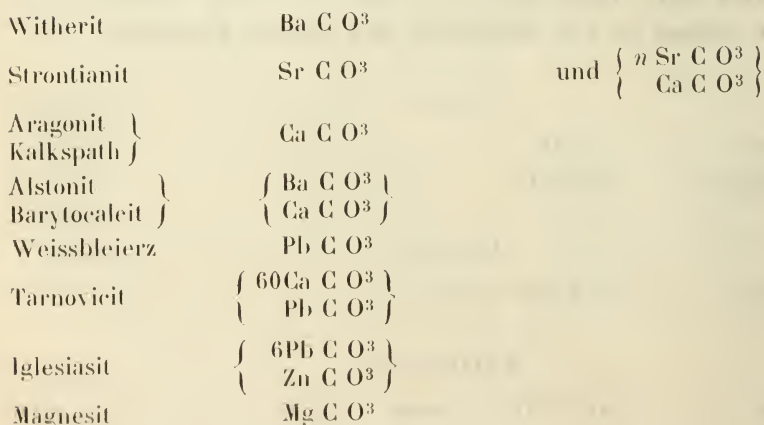 Witherit Ba C O³
Strontianit Sr C O³ und { n Sr C O³ }
{ Ca C O³ }
Aragonit }
Kalkspath } Ca C O³
Alstonit } { Ba C O³ }
Barytocalcit } { Ca C O³ }
Weissbleierz Pb C O³
Tarnovicit { 60Ca C O³ }
{ Pb C O³ }
Iglesiasit { 6Pb C O³ }
{ Zn C O³ }
Magnesit Mg C O³